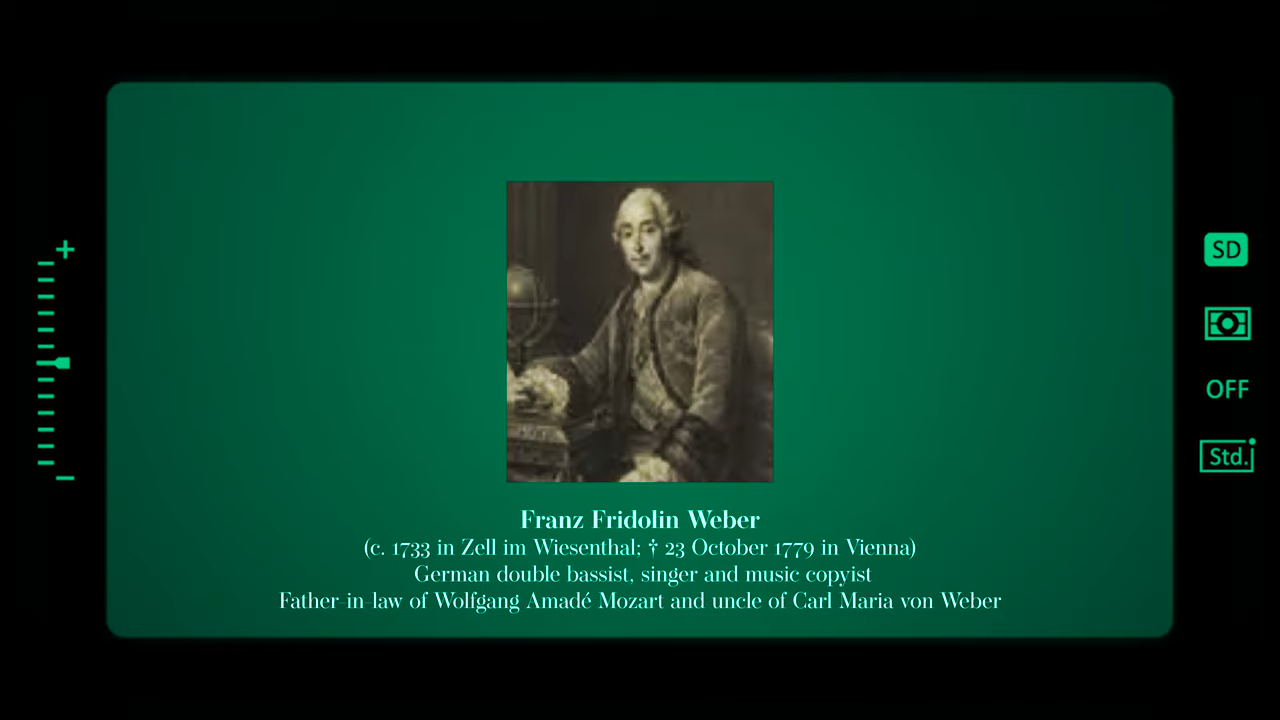 +
SD
OFF
Std.
−
Franz Fridolin Weber
(c. 1733 in Zell im Wiesenthal; † 23 October 1779 in Vienna)
German double bassist, singer and music copyist
Father-in-law of Wolfgang Amadé Mozart and uncle of Carl Maria von Weber